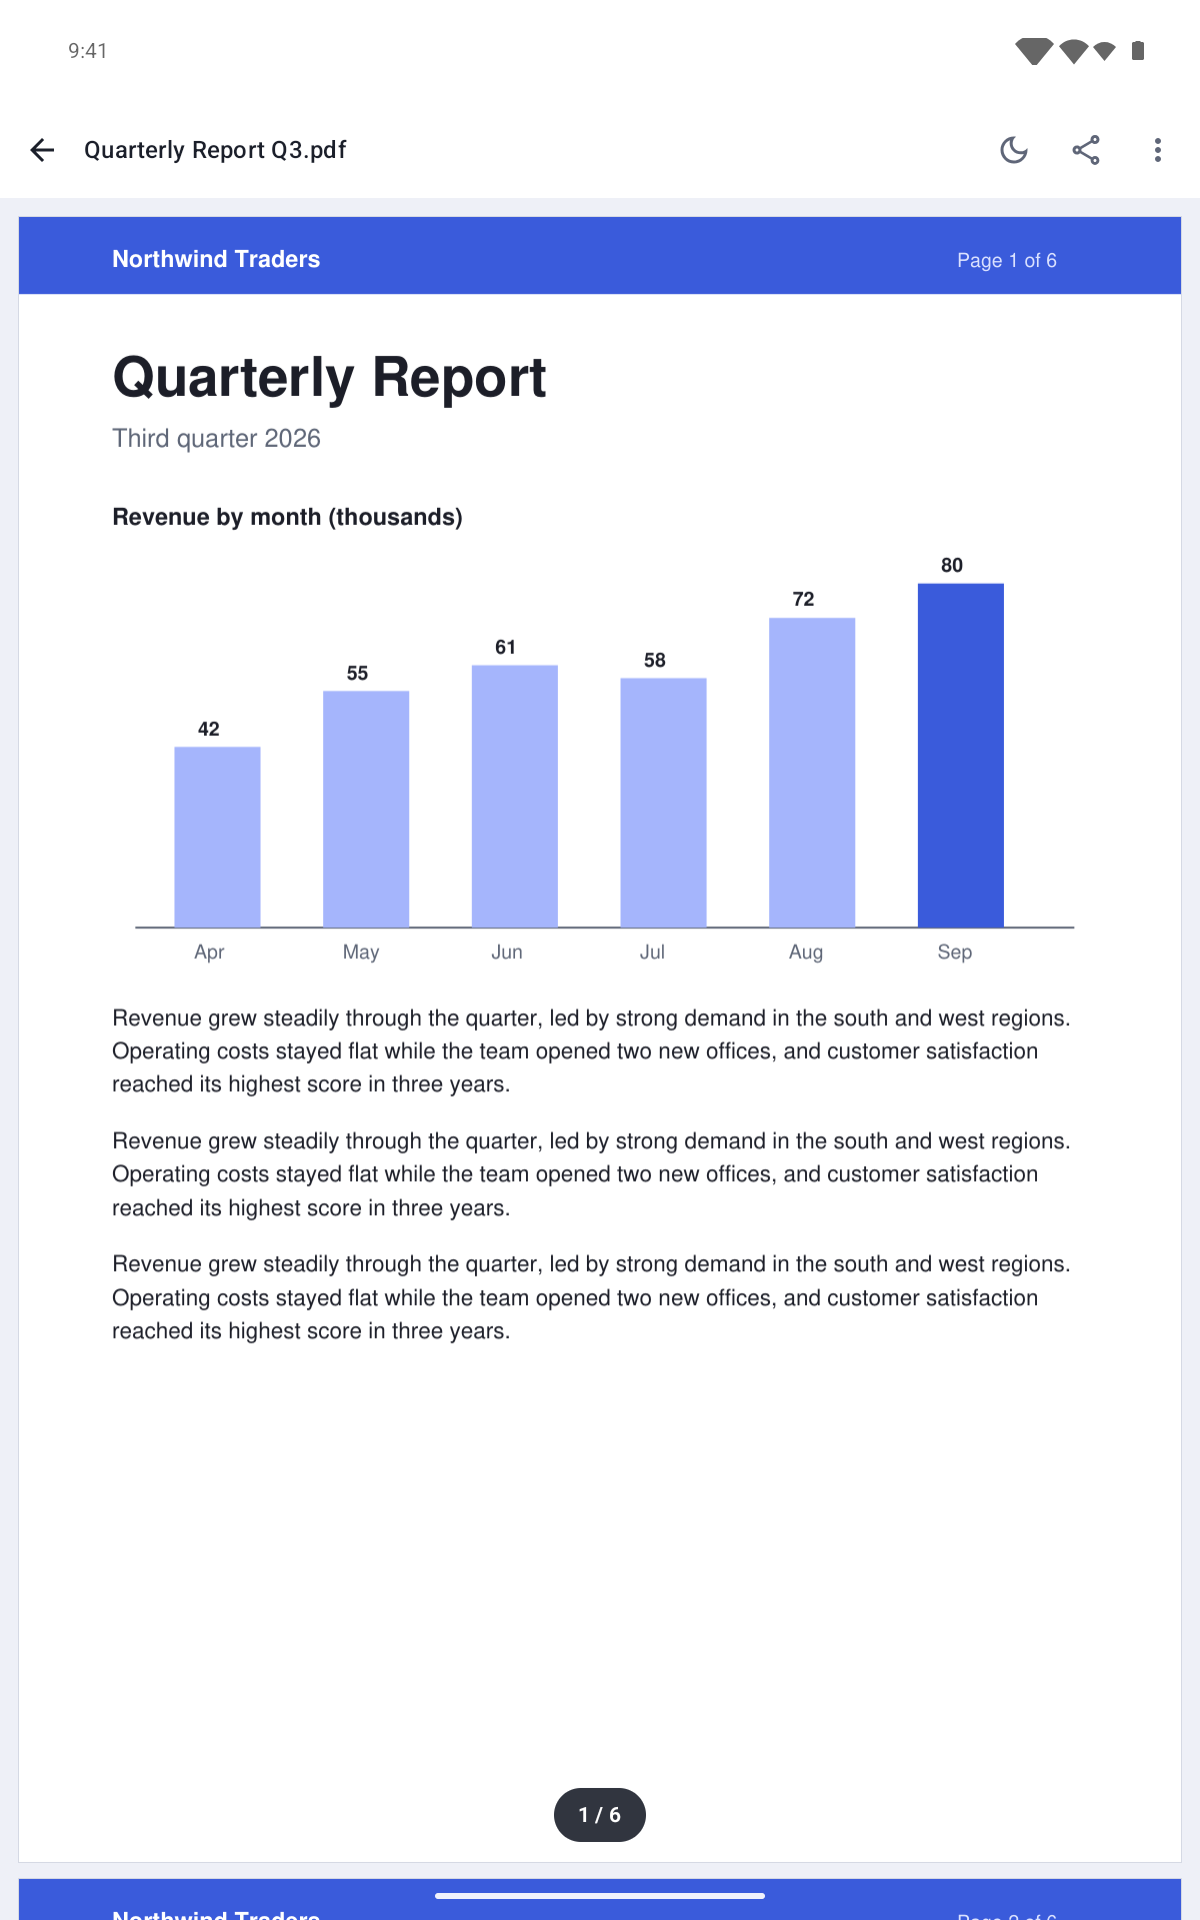 9:41
Quarterly Report Q3.pdf
Northwind Traders
Page 1 of 6
Quarterly Report
Third quarter 2026
Revenue by month (thousands)
42
55
61
58
72
80
Apr
May
Jun
Jul
Aug
Sep
Revenue grew steadily through the quarter, led by strong demand in the south and west regions.
Operating costs stayed flat while the team opened two new offices, and customer satisfaction
reached its highest score in three years.
Revenue grew steadily through the quarter, led by strong demand in the south and west regions.
Operating costs stayed flat while the team opened two new offices, and customer satisfaction
reached its highest score in three years.
Revenue grew steadily through the quarter, led by strong demand in the south and west regions.
Operating costs stayed flat while the team opened two new offices, and customer satisfaction
reached its highest score in three years.
1 / 6
Northwind Traders
Page 2 of 6